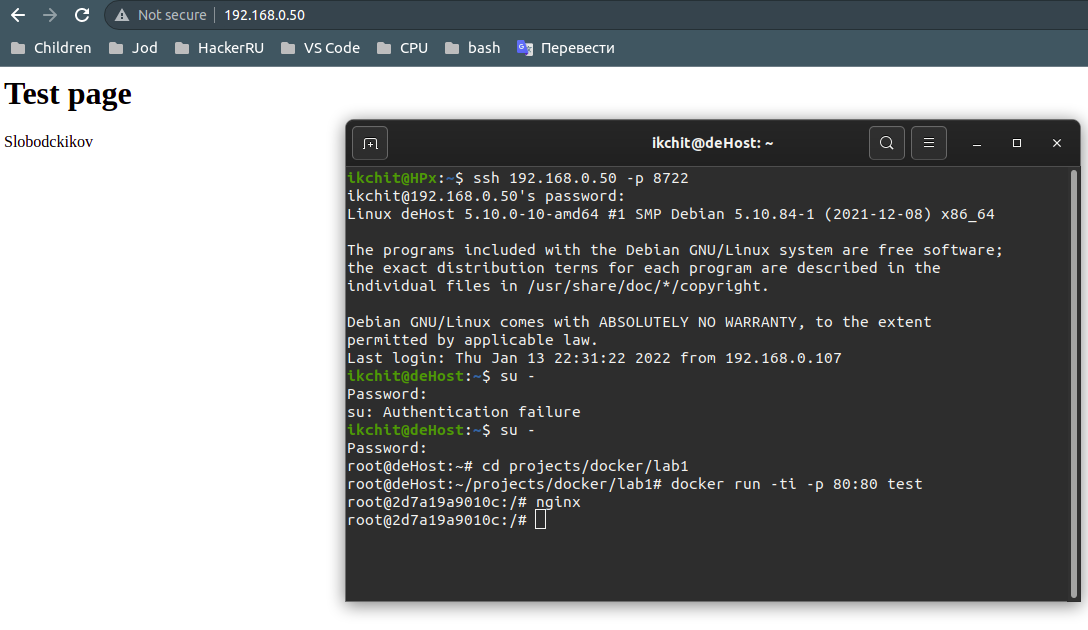 Not secure 192.168.0.50
Children Jod HackerRU VS Code CPU bash Перевести
Test page
Slobodckikov
ikchit@deHost: ~
ikchit@HPx:~$ ssh 192.168.0.50 -p 8722
ikchit@192.168.0.50's password:
Linux deHost 5.10.0-10-amd64 #1 SMP Debian 5.10.84-1 (2021-12-08) x86_64
The programs included with the Debian GNU/Linux system are free software;
the exact distribution terms for each program are described in the
individual files in /usr/share/doc/*/copyright.
Debian GNU/Linux comes with ABSOLUTELY NO WARRANTY, to the extent
permitted by applicable law.
Last login: Thu Jan 13 22:31:22 2022 from 192.168.0.107
ikchit@deHost:~$ su -
Password:
su: Authentication failure
ikchit@deHost:~$ su -
Password:
root@deHost:~# cd projects/docker/lab1
root@deHost:~/projects/docker/lab1# docker run -ti -p 80:80 test
root@2d7a19a9010c:/# nginx
root@2d7a19a9010c:/#